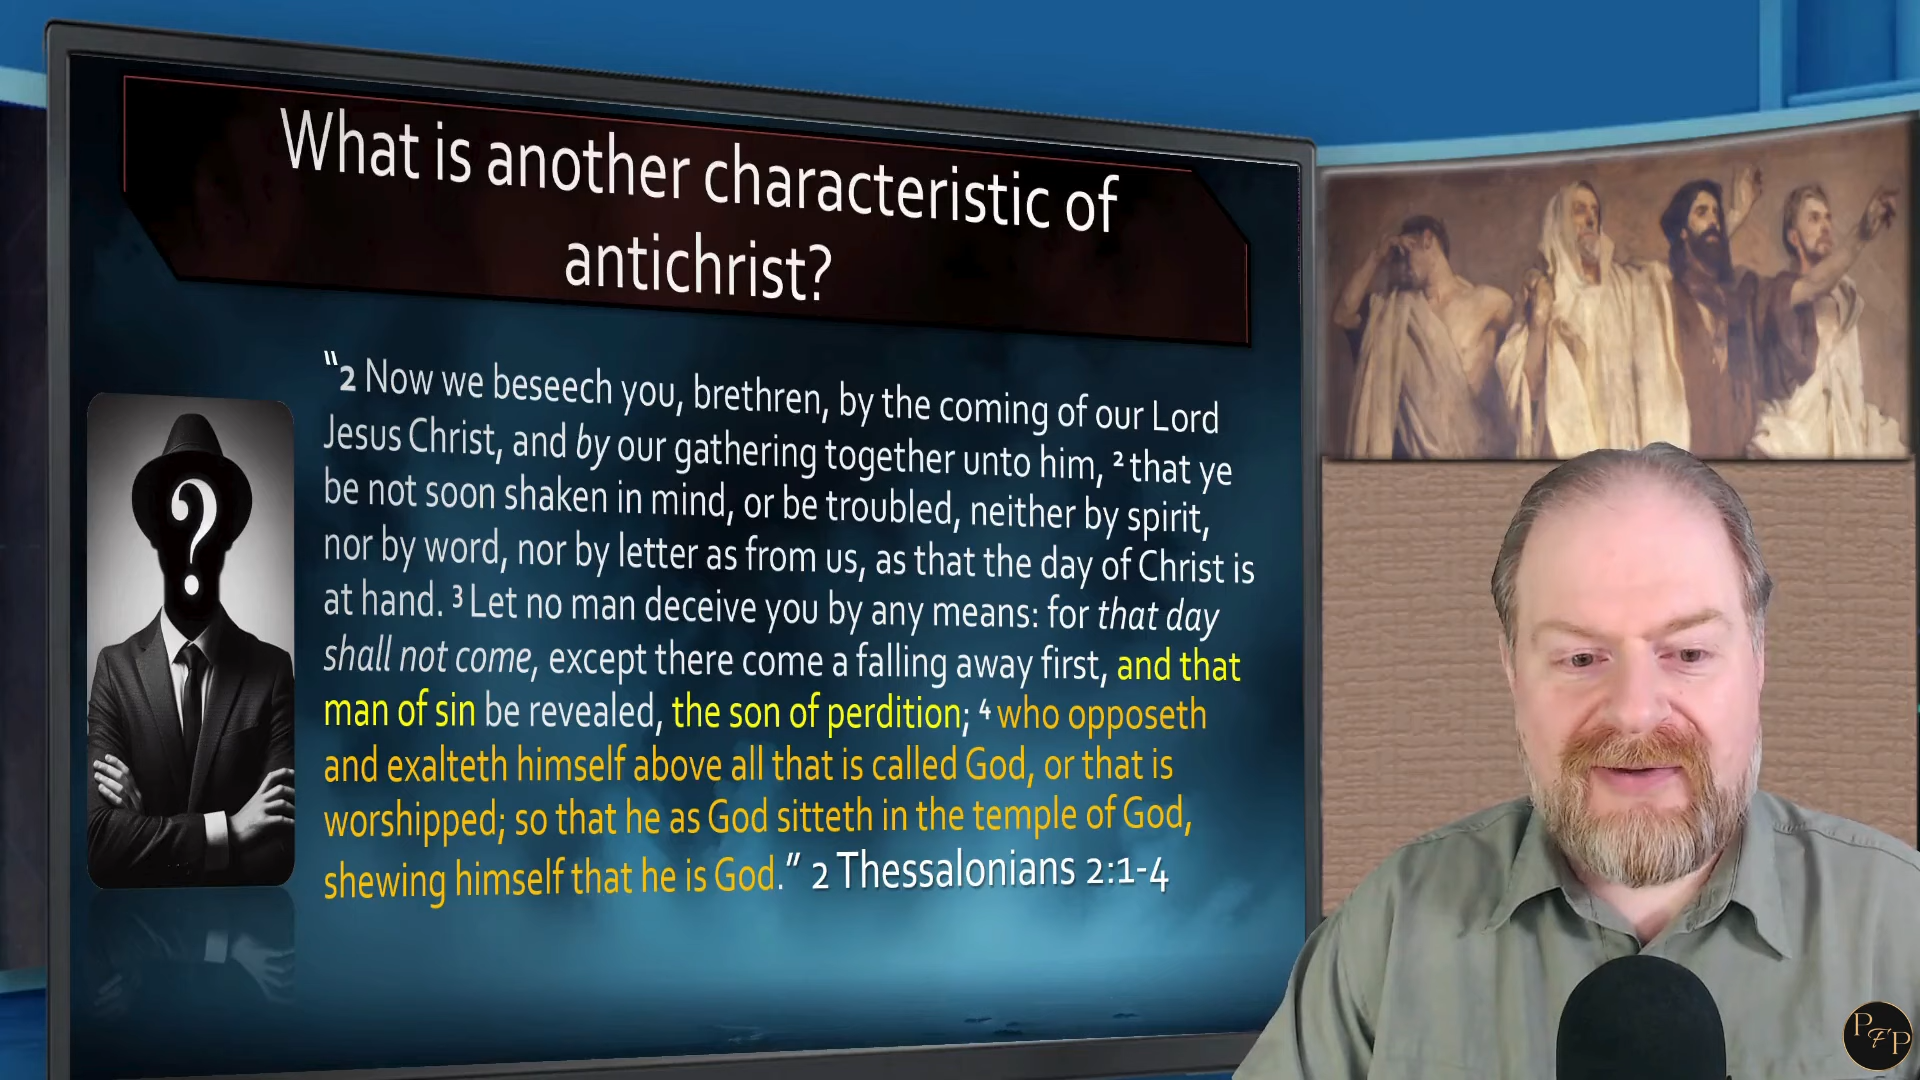 What is another characteristic of
antichrist?
"2 Now we beseech you, brethren, by the coming of our Lord
Jesus Christ, and by our gathering together unto him, ² that ye
be not soon shaken in mind, or be troubled, neither by spirit,
nor by word, nor by letter as from us, as that the day of Christ is
at hand. ³ Let no man deceive you by any means: for that day
shall not come, except there come a falling away first, and that
man of sin be revealed, the son of perdition; ⁴ who opposeth
and exalteth himself above all that is called God, or that is
worshipped; so that he as God sitteth in the temple of God,
shewing himself that he is God." 2 Thessalonians 2:1-4
?
PFP